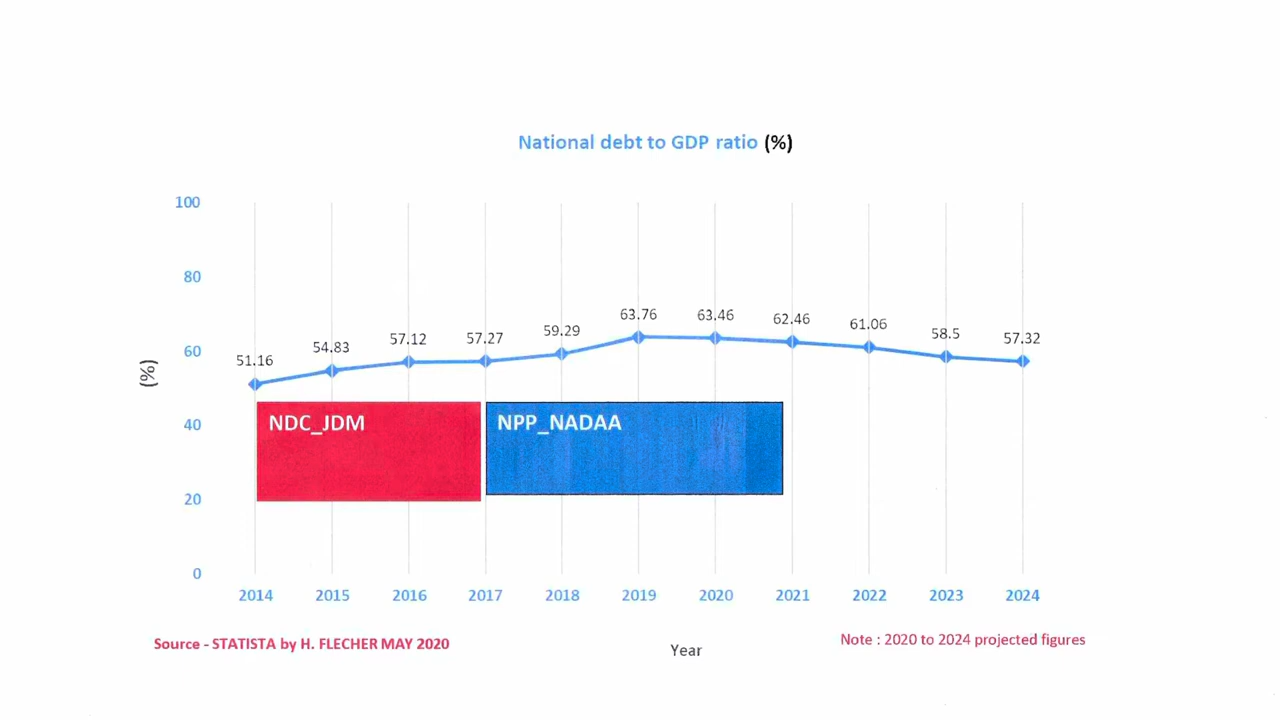 National debt to GDP ratio (%)
100
80
60
40
20
0
(%)
51.16
54.83
57.12
57.27
59.29
63.76
63.46
62.46
61.06
58.5
57.32
NDC_JDM
NPP_NADAA
2014 2015 2016 2017 2018 2019 2020 2021 2022 2023 2024
Source - STATISTA by H. FLECHER MAY 2020
Year
Note : 2020 to 2024 projected figures